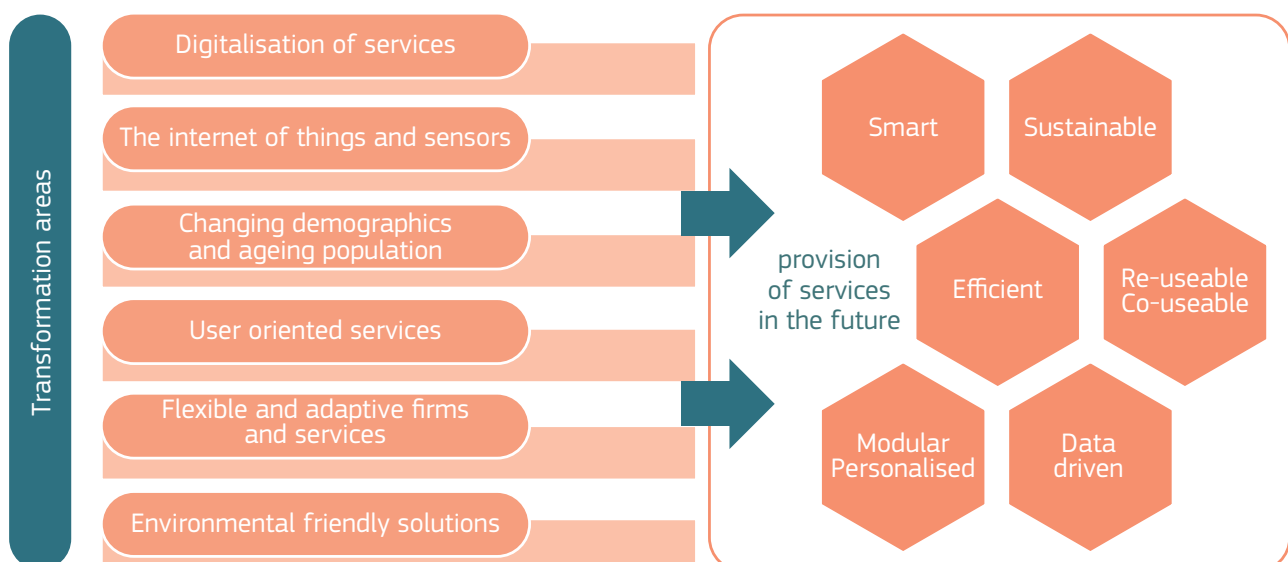 Transformation areas
Digitalisation of services
The internet of things and sensors
Changing demographics
and ageing population
User oriented services
Flexible and adaptive firms
and services
Environmental friendly solutions
provision
of services
in the future
Smart
Sustainable
Efficient
Re-useable
Co-useable
Modular
Personalised
Data
driven